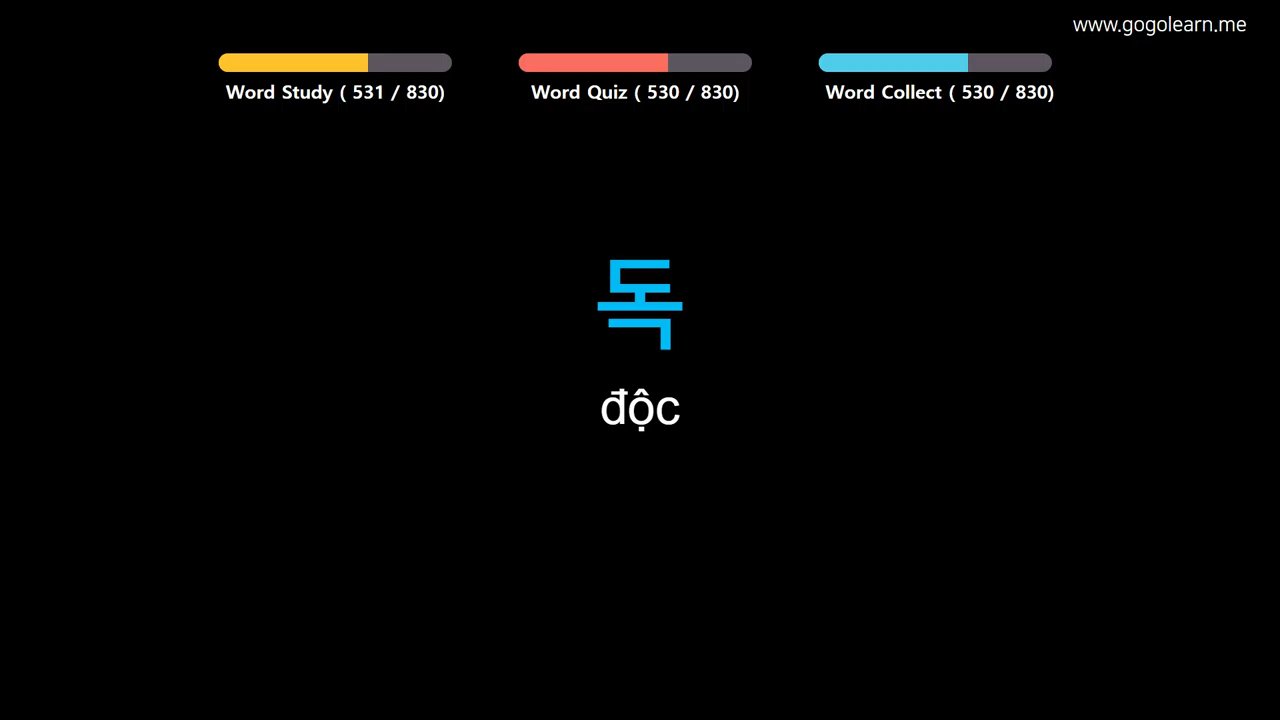 www.gogolearn.me
Word Study ( 531 / 830)
Word Quiz ( 530 / 830)
Word Collect ( 530 / 830)
독
độc